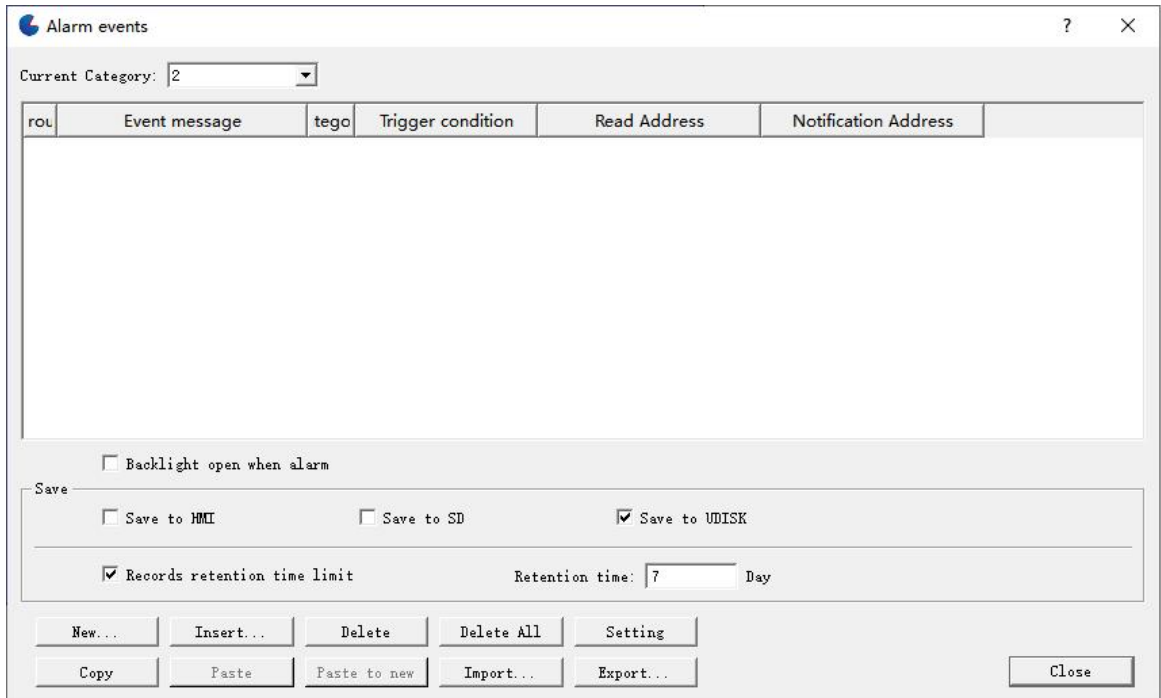 Alarm events ?
Current Category: 2
rou Event message tego Trigger condition Read Address Notification Address
Backlight open when alarm
Save
Save to HMI Save to SD Save to UDISK
Records retention time limit Retention time: 7 Day
New... Insert... Delete Delete All Setting
Copy Paste Paste to new Import... Export... Close